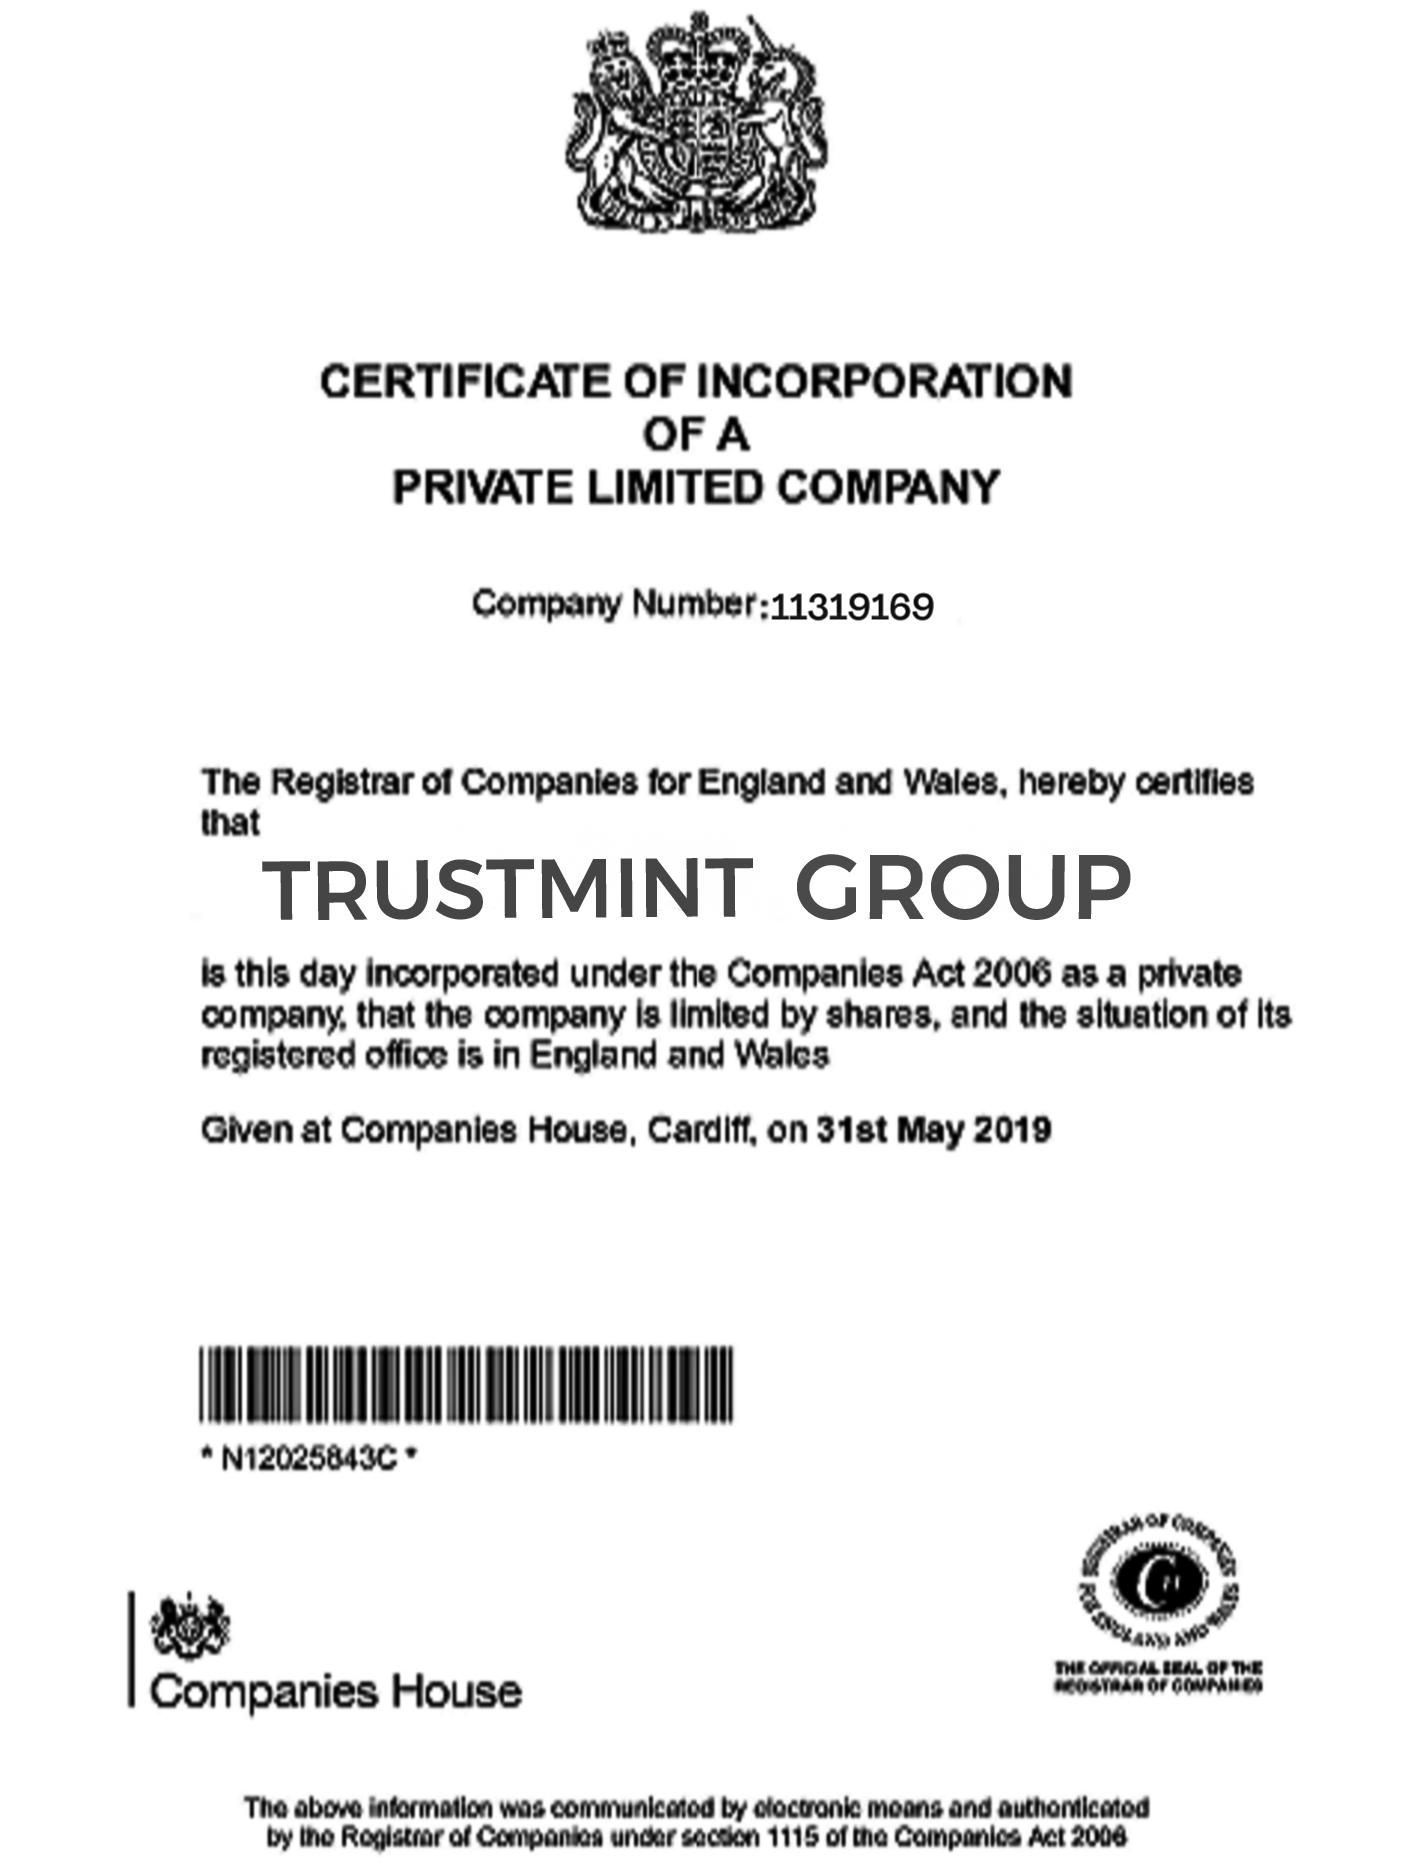 CERTIFICATE OF INCORPORATION
OF A
PRIVATE LIMITED COMPANY
Company Number:11319169
The Registrar of Companies for England and Wales, hereby certifies
that
TRUSTMINT GROUP
is this day incorporated under the Companies Act 2006 as a private
company, that the company is limited by shares, and the situation of its
registered office is in England and Wales
Given at Companies House, Cardiff, on 31st May 2019
* N12025843C *
REGISTRAR OF COMPANIES
FOR ENGLAND AND WALES
C
THE OFFICIAL SEAL OF THE
REGISTRAR OF COMPANIES
Companies House
The above information was communicated by electronic means and authenticated
by the Registrar of Companies under section 1115 of the Companies Act 2006